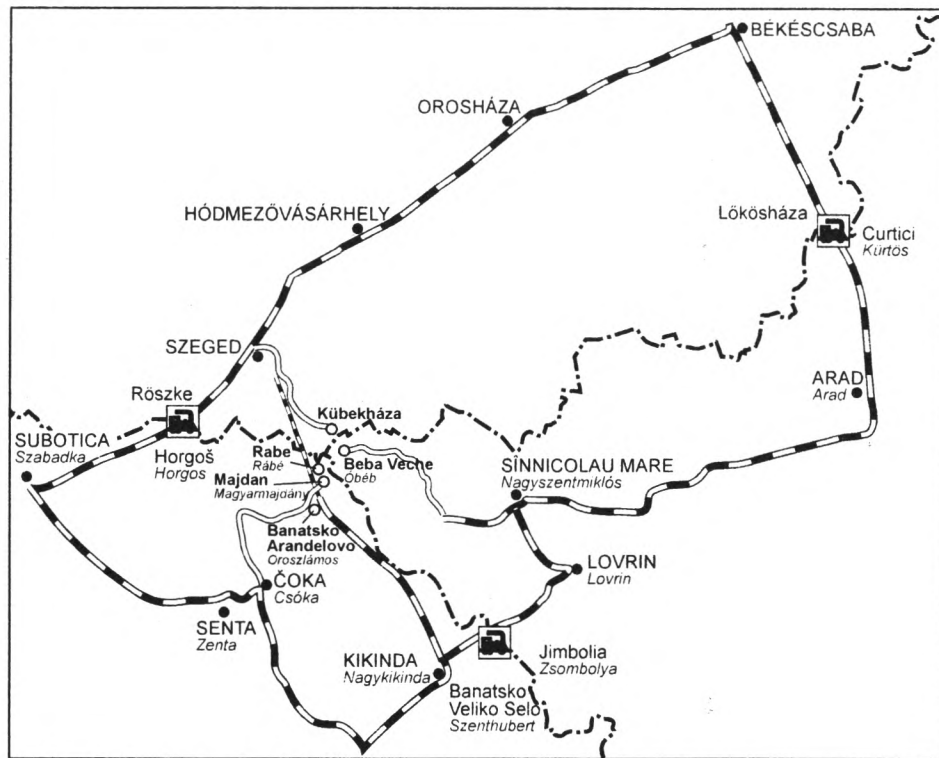 BÉKÉSCSABA
OROSHÁZA
HÓDMEZŐVÁSÁRHELY
Lőkösháza
Curtici
Kürtös
SZEGED
ARAD
Arad
Röszke
Kübekháza
SUBOTICA
Szabadka
Horgoš
Horgos
Rabe
Rábé
Beba Veche
Óbéb
Majdan
Magyarmajdány
SÎNNICOLAU MARE
Nagyszentmiklós
Banatsko
Arandelovo
Oroszlámos
LOVRIN
Lovrin
ČOKA
Csóka
SENTA
Zenta
KIKINDA
Nagykikinda
Jimbolia
Zsombolya
Banatsko
Veliko Selo
Szenthubert